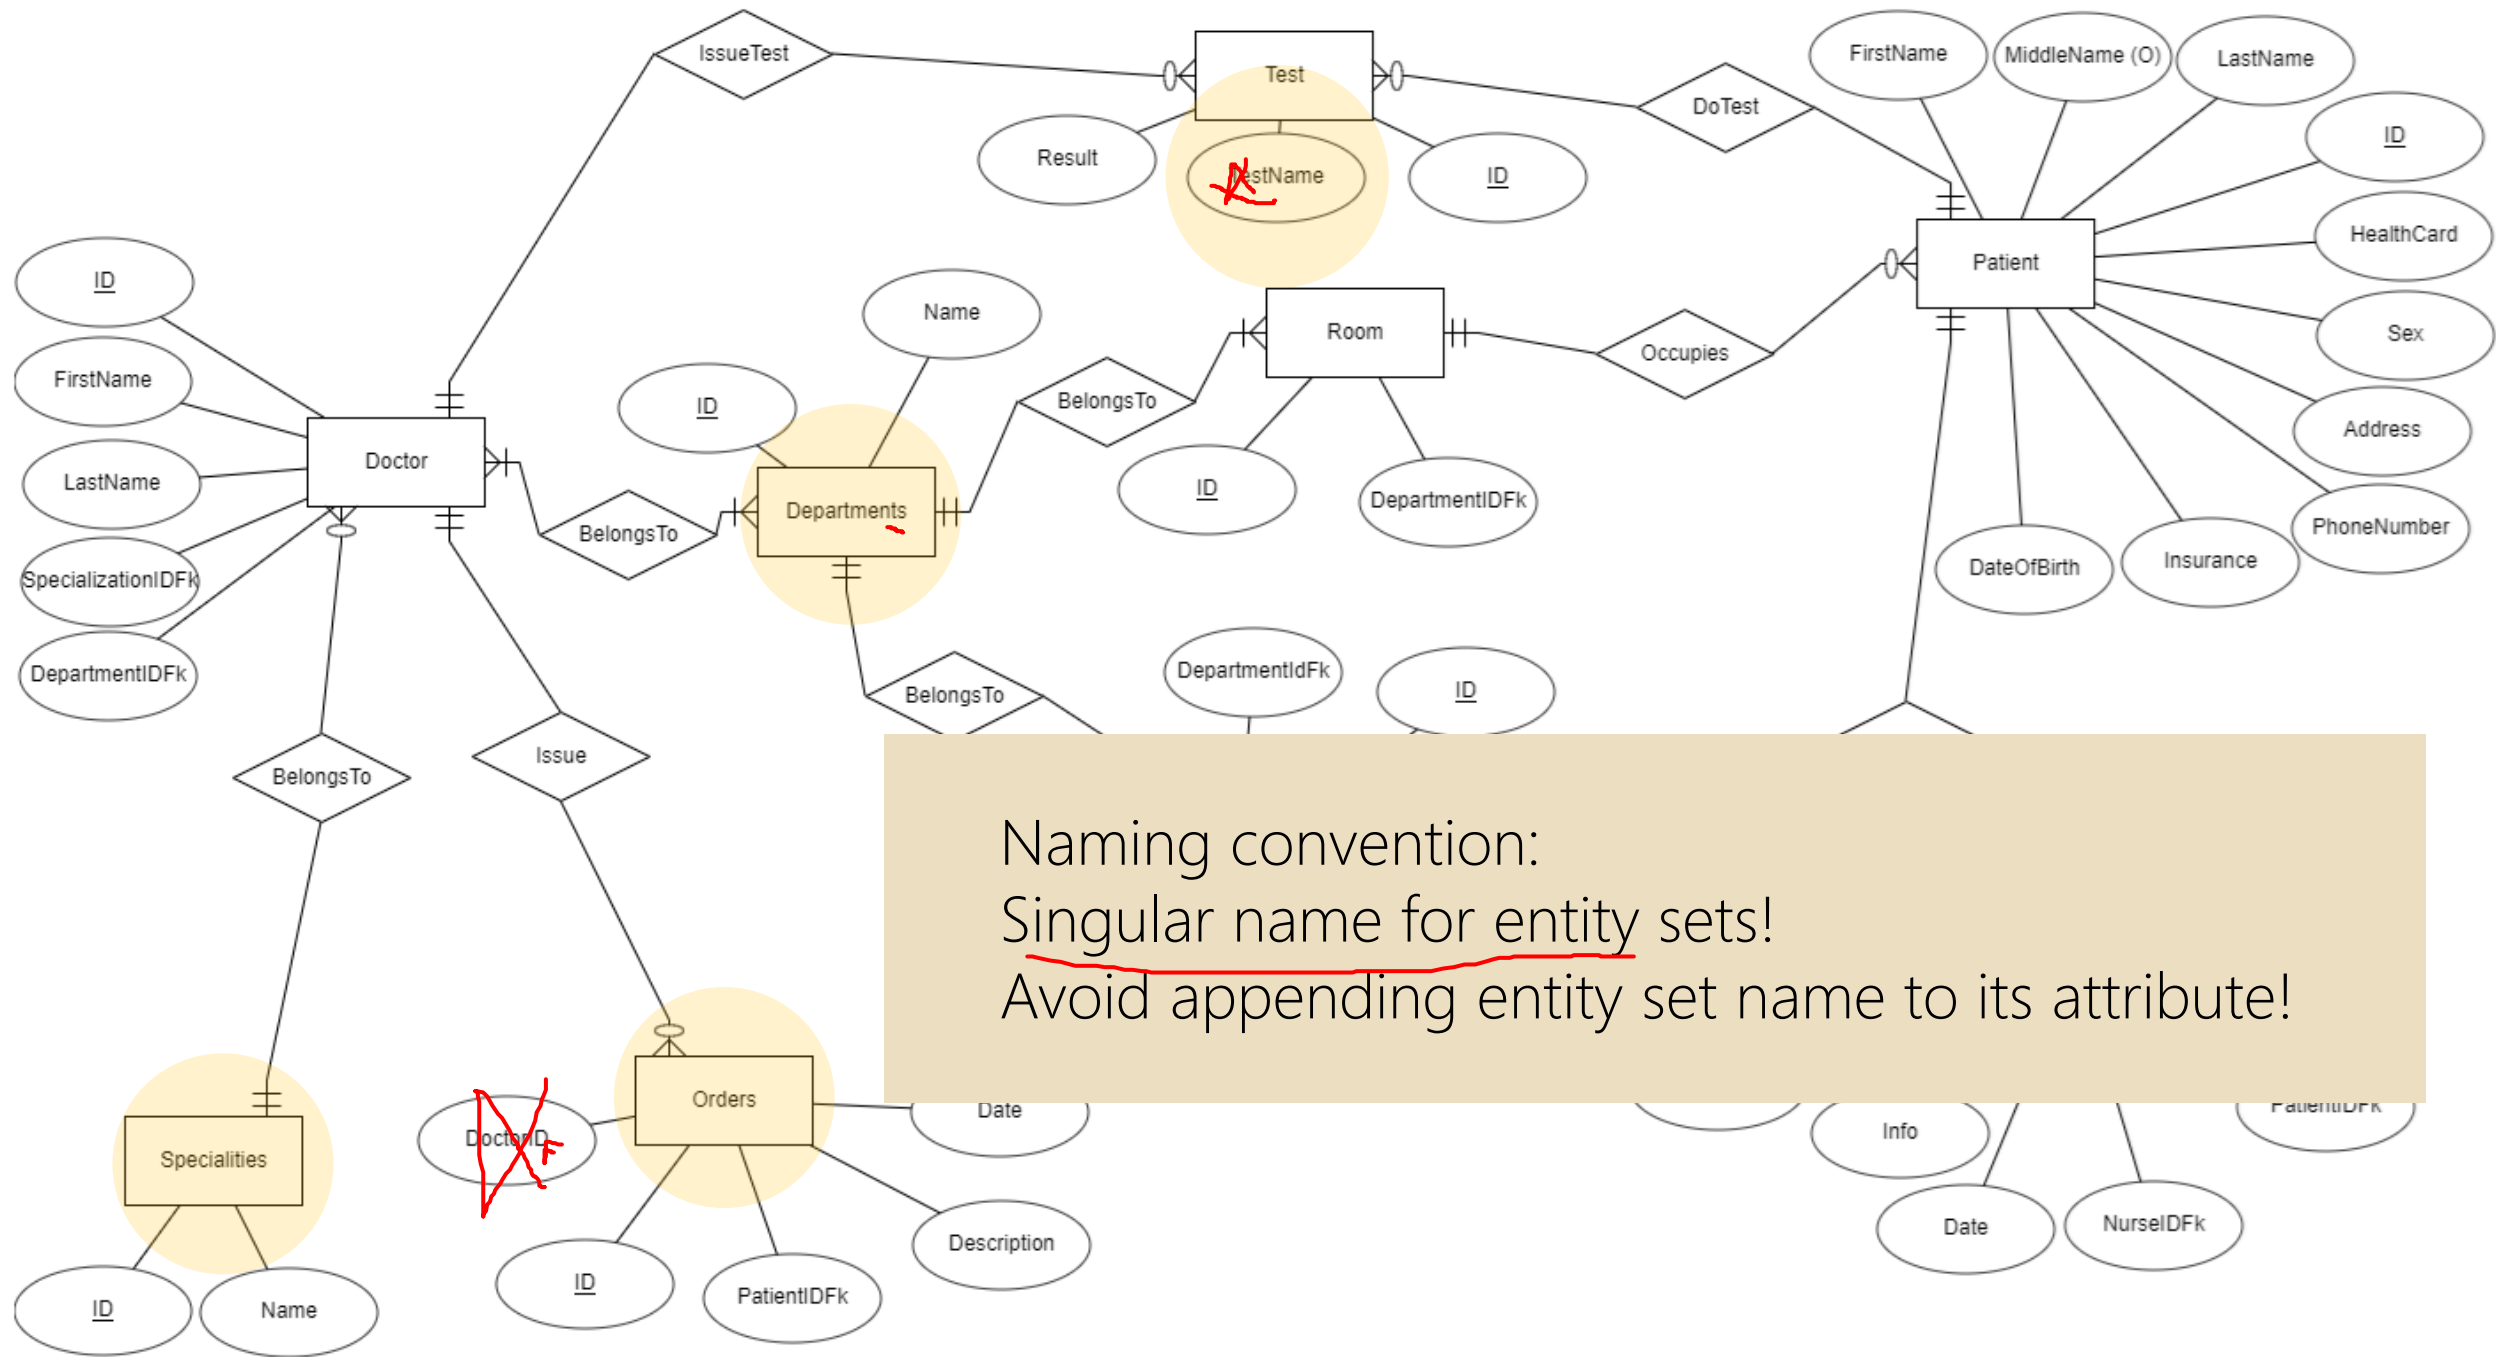 IssueTest
Test
FirstName
MiddleName (O)
LastName
DoTest
ID
Result
TestName
ID
HealthCard
Patient
ID
Name
Sex
Room
Occupies
FirstName
ID
BelongsTo
Address
Doctor
LastName
ID
DepartmentIDFk
Departments
BelongsTo
PhoneNumber
DateOfBirth
Insurance
SpecializationIDFk
DepartmentIDFk
DepartmentIdFk
ID
BelongsTo
Issue
BelongsTo
Naming convention:
Singular name for entity sets!
Avoid appending entity set name to its attribute!
Orders
Date
PatientIDFk
DoctorID
F
Info
Specialities
Date
NurseIDFk
Description
ID
PatientIDFk
ID
Name